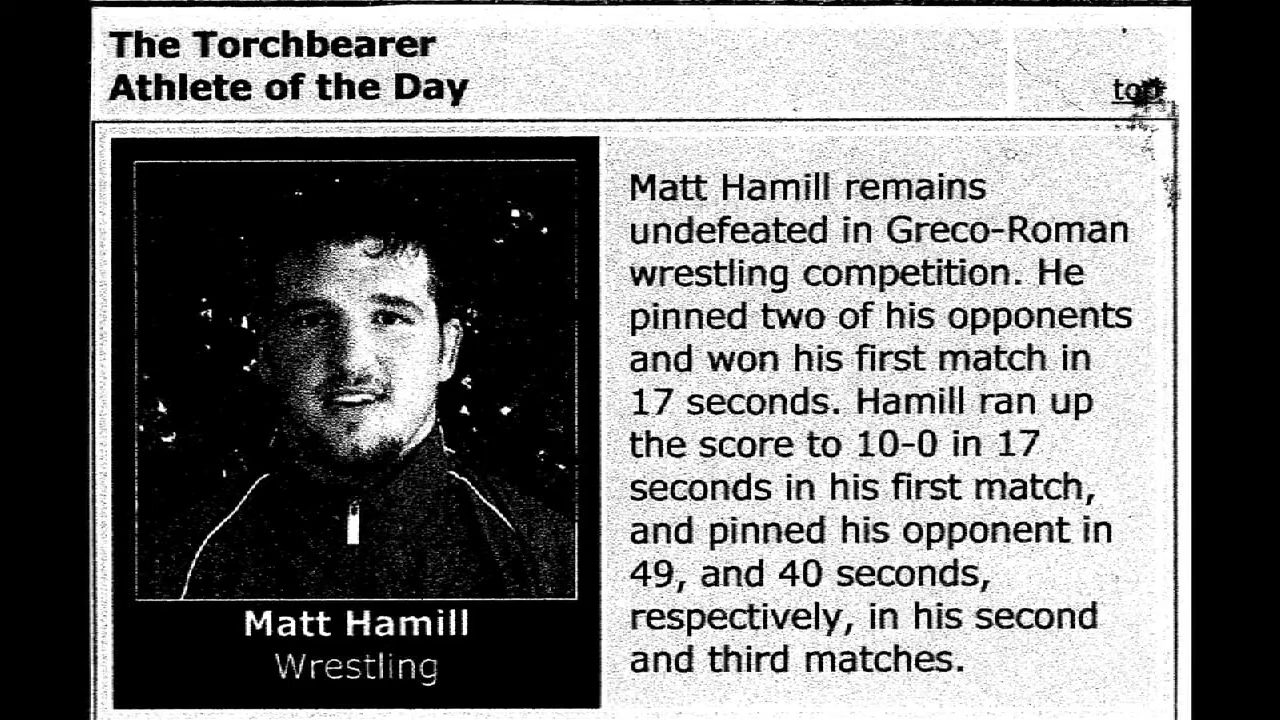 The Torchbearer
Athlete of the Day
top
Matt Hamill remains
undefeated in Greco-Roman
wrestling competition. He
pinned two of his opponents
and won his first match in
17 seconds. Hamill ran up
the score to 10-0 in 17
seconds in his first match,
and pinned his opponent in
49, and 40 seconds,
respectively, in his second
and third matches.
Matt Hamill
Wrestling